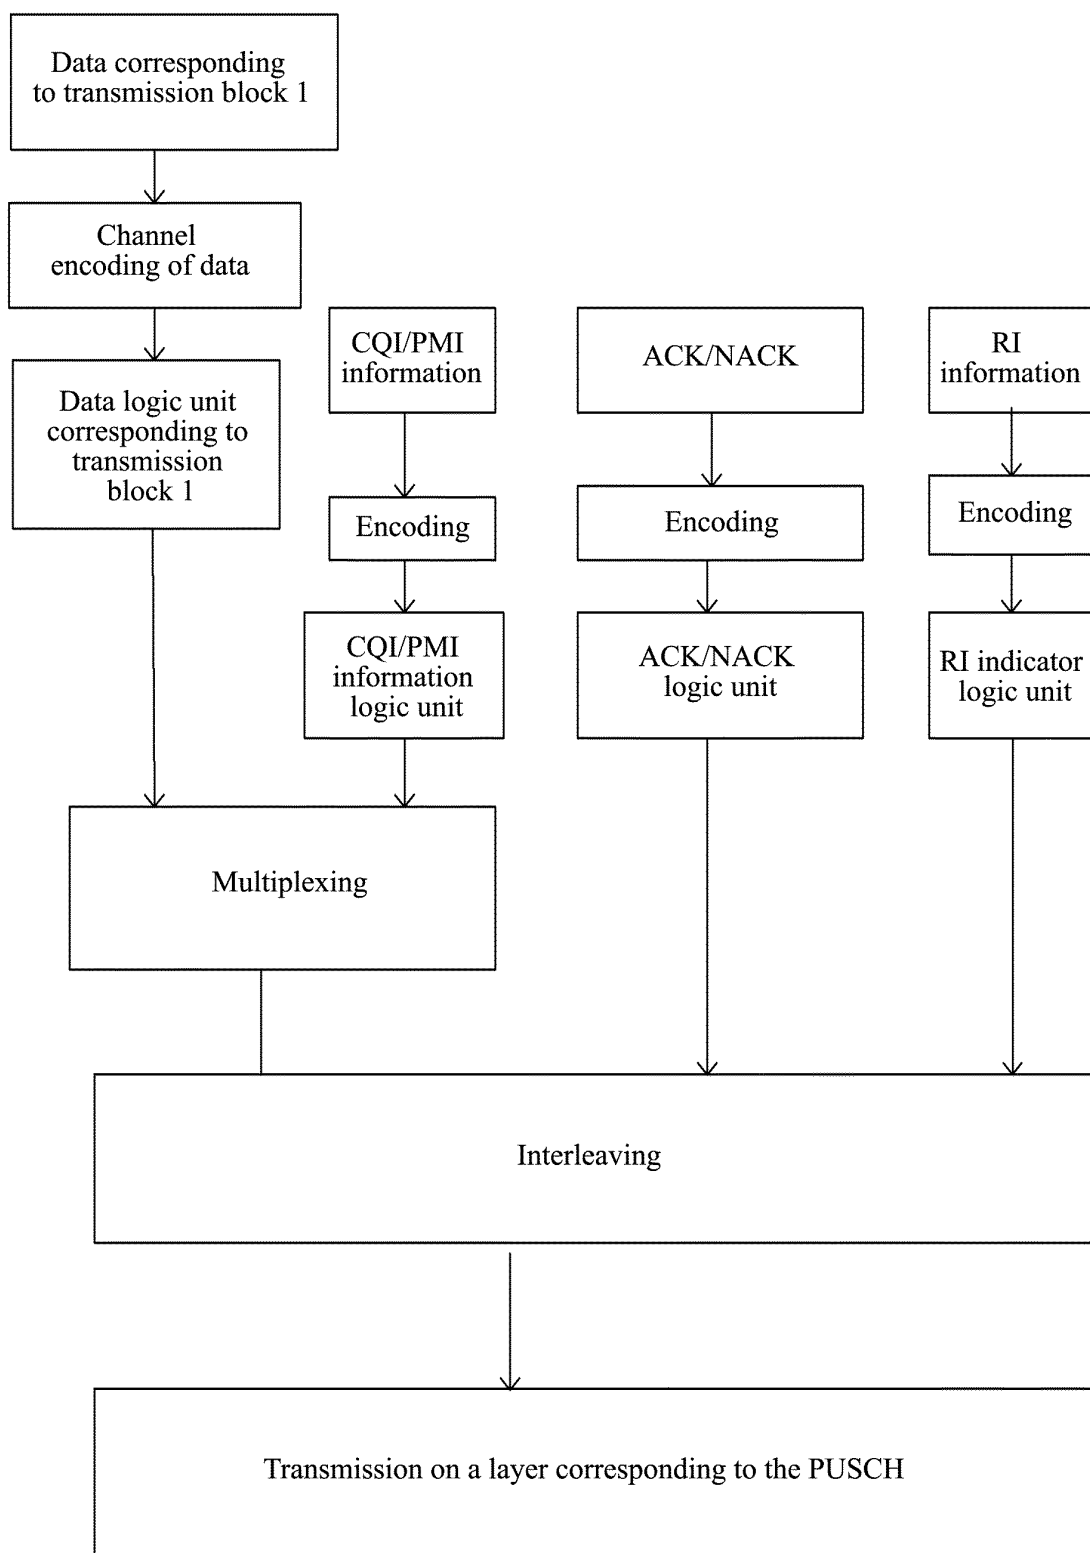 Data corresponding
to transmission block 1
Channel
encoding of data
Data logic unit
corresponding to
transmission
block 1
CQI/PMI
information
Encoding
CQI/PMI
information
logic unit
ACK/NACK
Encoding
ACK/NACK
logic unit
RI
information
Encoding
RI indicator
logic unit
Multiplexing
Interleaving
Transmission on a layer corresponding to the PUSCH